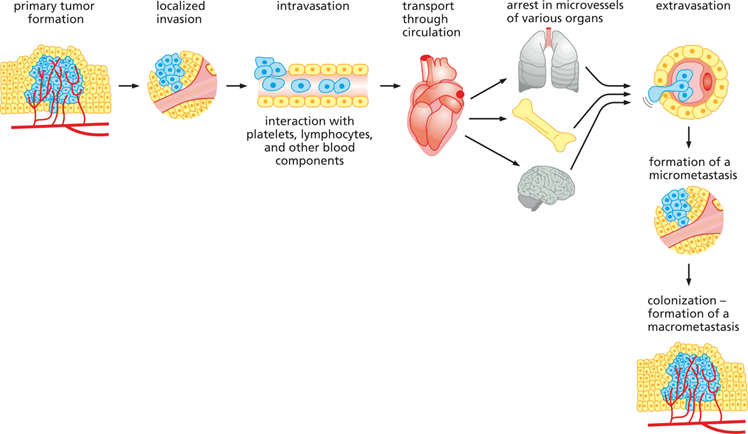 primary tumor
formation
localized
invasion
intravasation
interaction with
platelets, lymphocytes,
and other blood
components
transport
through
circulation
arrest in microvessels
of various organs
extravasation
formation of a
micrometastasis
colonization –
formation of a
macrometastasis